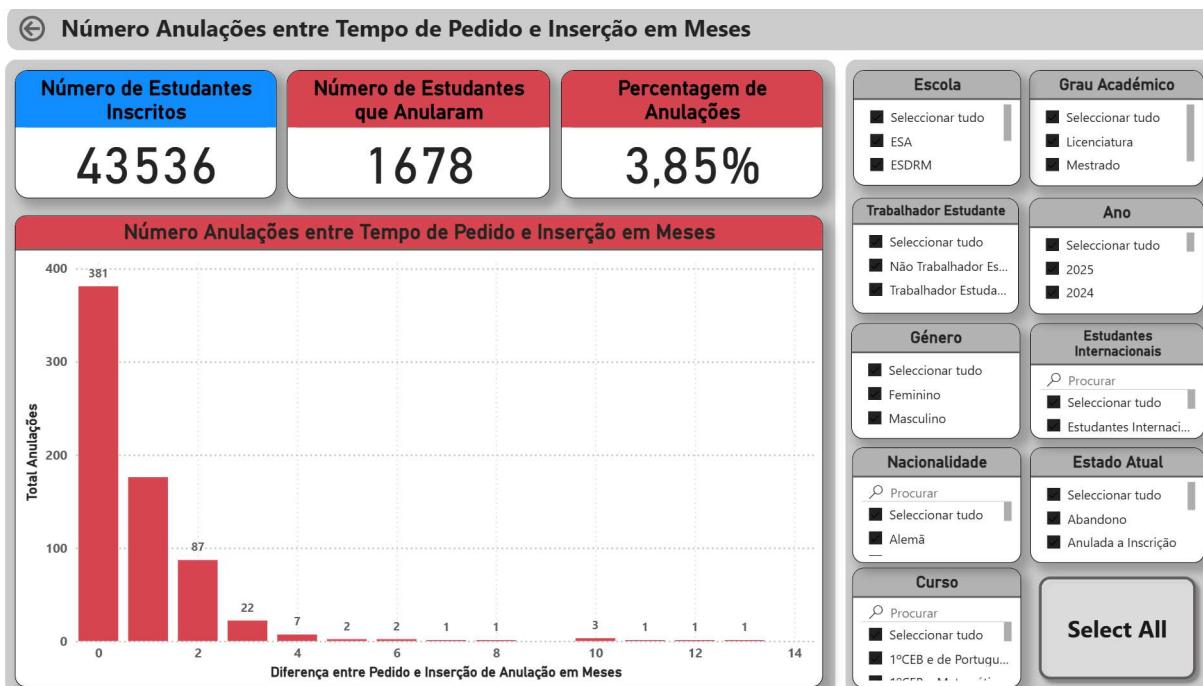 Número Anulações entre Tempo de Pedido e Inserção em Meses
Número de Estudantes
Inscritos
43536
Número de Estudantes
que Anularam
1678
Percentagem de
Anulações
3,85%
Número Anulações entre Tempo de Pedido e Inserção em Meses
Total Anulações
400
300
200
100
0
381
87
22
7
2
2
1
1
3
1
1
1
0
2
4
6
8
10
12
14
Diferença entre Pedido e Inserção de Anulação em Meses
Escola
Seleccionar tudo
ESA
ESDRM
Grau Académico
Seleccionar tudo
Licenciatura
Mestrado
Trabalhador Estudante
Seleccionar tudo
Não Trabalhador Es...
Trabalhador Estuda...
Ano
Seleccionar tudo
2025
2024
Género
Seleccionar tudo
Feminino
Masculino
Estudantes
Internacionais
Procurar
Seleccionar tudo
Estudantes Internaci...
Nacionalidade
Procurar
Seleccionar tudo
Alemã
Estado Atual
Seleccionar tudo
Abandono
Anulada a Inscrição
Curso
Procurar
Seleccionar tudo
1ºCEB e de Portugu...
Select All